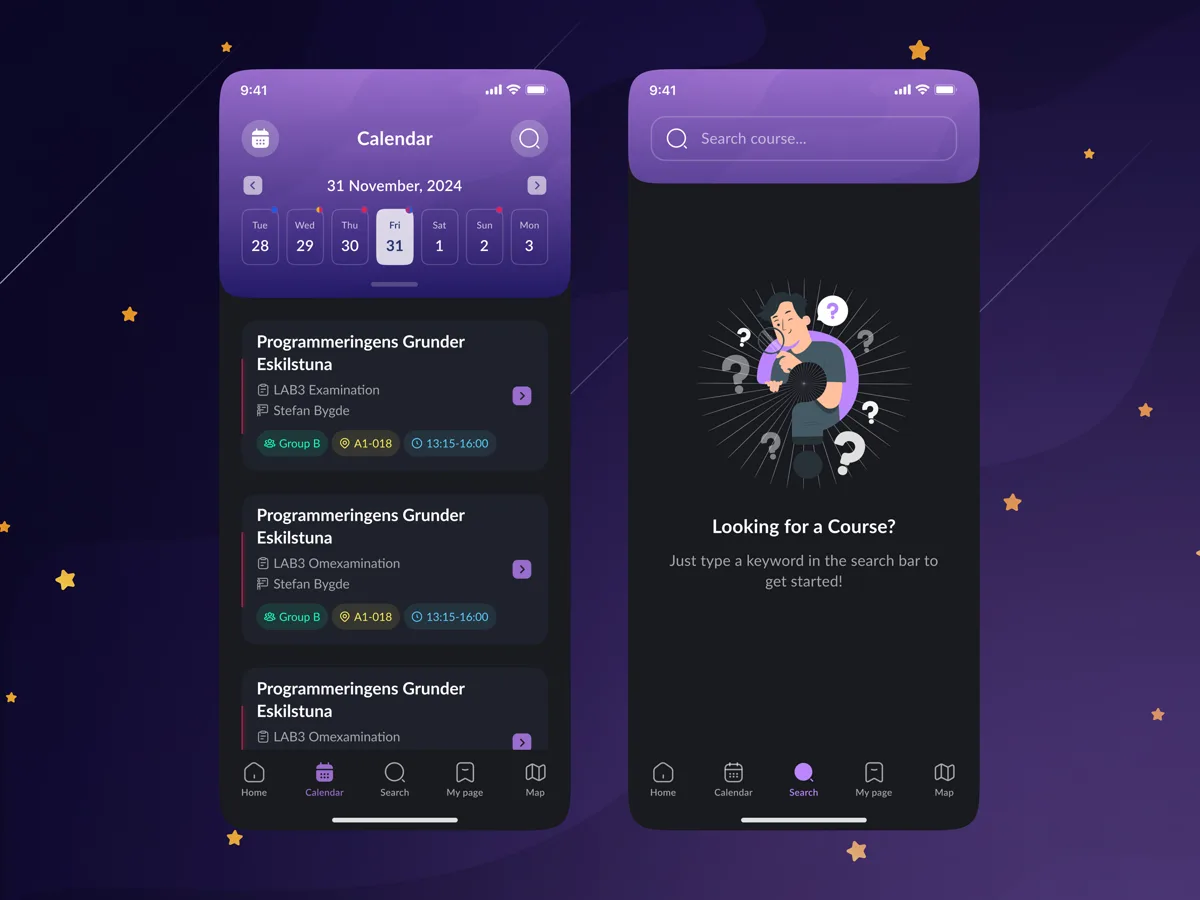 9:41
Calendar
31 November, 2024
Tue Wed Thu Fri Sat Sun Mon
28 29 30 31 1 2 3
Programmeringens Grunder
Eskilstuna
LAB3 Examination
Stefan Bygde
Group B A1-018 13:15-16:00
Programmeringens Grunder
Eskilstuna
LAB3 Omexamination
Stefan Bygde
Group B A1-018 13:15-16:00
Programmeringens Grunder
Eskilstuna
LAB3 Omexamination
Home Calendar Search My page Map
9:41
Search course...
? ? ? ? ? ? ?
Looking for a Course?
Just type a keyword in the search bar to
get started!
Home Calendar Search My page Map